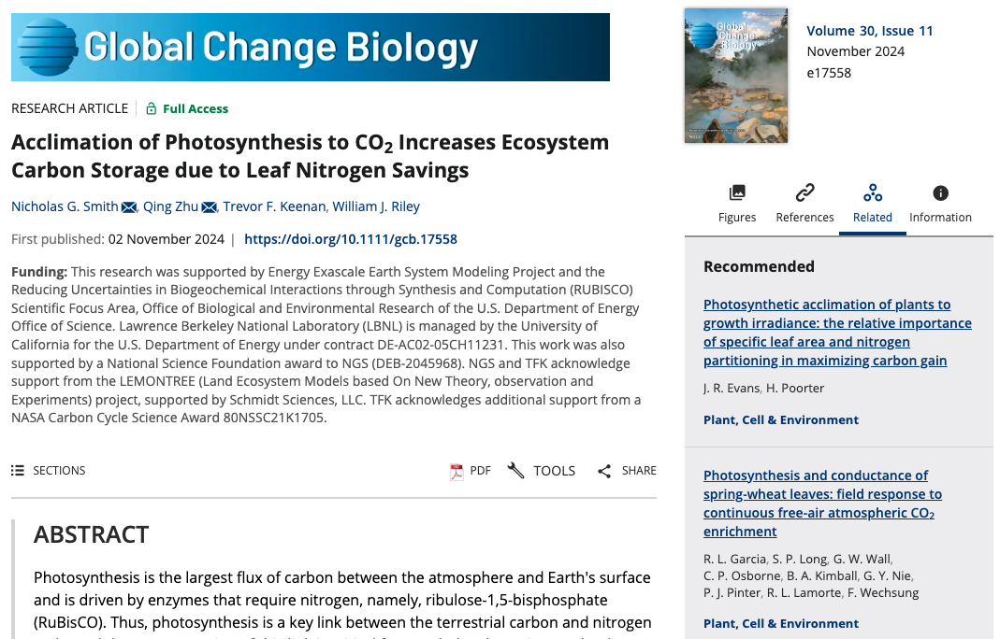 Global Change Biology
RESEARCH ARTICLE
Full Access
Acclimation of Photosynthesis to CO2 Increases Ecosystem
Carbon Storage due to Leaf Nitrogen Savings
Nicholas G. Smith, Qing Zhu, Trevor F. Keenan, William J. Riley
First published: 02 November 2024 | https://doi.org/10.1111/gcb.17558
Funding: This research was supported by Energy Exascale Earth System Modeling Project and the
Reducing Uncertainties in Biogeochemical Interactions through Synthesis and Computation (RUBISCO)
Scientific Focus Area, Office of Biological and Environmental Research of the U.S. Department of Energy
Office of Science. Lawrence Berkeley National Laboratory (LBNL) is managed by the University of
California for the U.S. Department of Energy under contract DE-AC02-05CH11231. This work was also
supported by a National Science Foundation award to NGS (DEB-2045968). NGS and TFK acknowledge
support from the LEMONTREE (Land Ecosystem Models based On New Theory, observation and
Experiments) project, supported by Schmidt Sciences, LLC. TFK acknowledges additional support from a
NASA Carbon Cycle Science Award 80NSSC21K1705.
SECTIONS
PDF
TOOLS
SHARE
ABSTRACT
Photosynthesis is the largest flux of carbon between the atmosphere and Earth's surface
and is driven by enzymes that require nitrogen, namely, ribulose-1,5-bisphosphate
(RuBisCO). Thus, photosynthesis is a key link between the terrestrial carbon and nitrogen
Global Change
Biology
WILEY
Volume 30, Issue 11
November 2024
e17558
Figures
References
Related
Information
Recommended
Photosynthetic acclimation of plants to
growth irradiance: the relative importance
of specific leaf area and nitrogen
partitioning in maximizing carbon gain
J. R. Evans, H. Poorter
Plant, Cell & Environment
Photosynthesis and conductance of
spring-wheat leaves: field response to
continuous free-air atmospheric CO2
enrichment
R. L. Garcia, S. P. Long, G. W. Wall,
C. P. Osborne, B. A. Kimball, G. Y. Nie,
P. J. Pinter, R. L. Lamorte, F. Wechsung
Plant, Cell & Environment